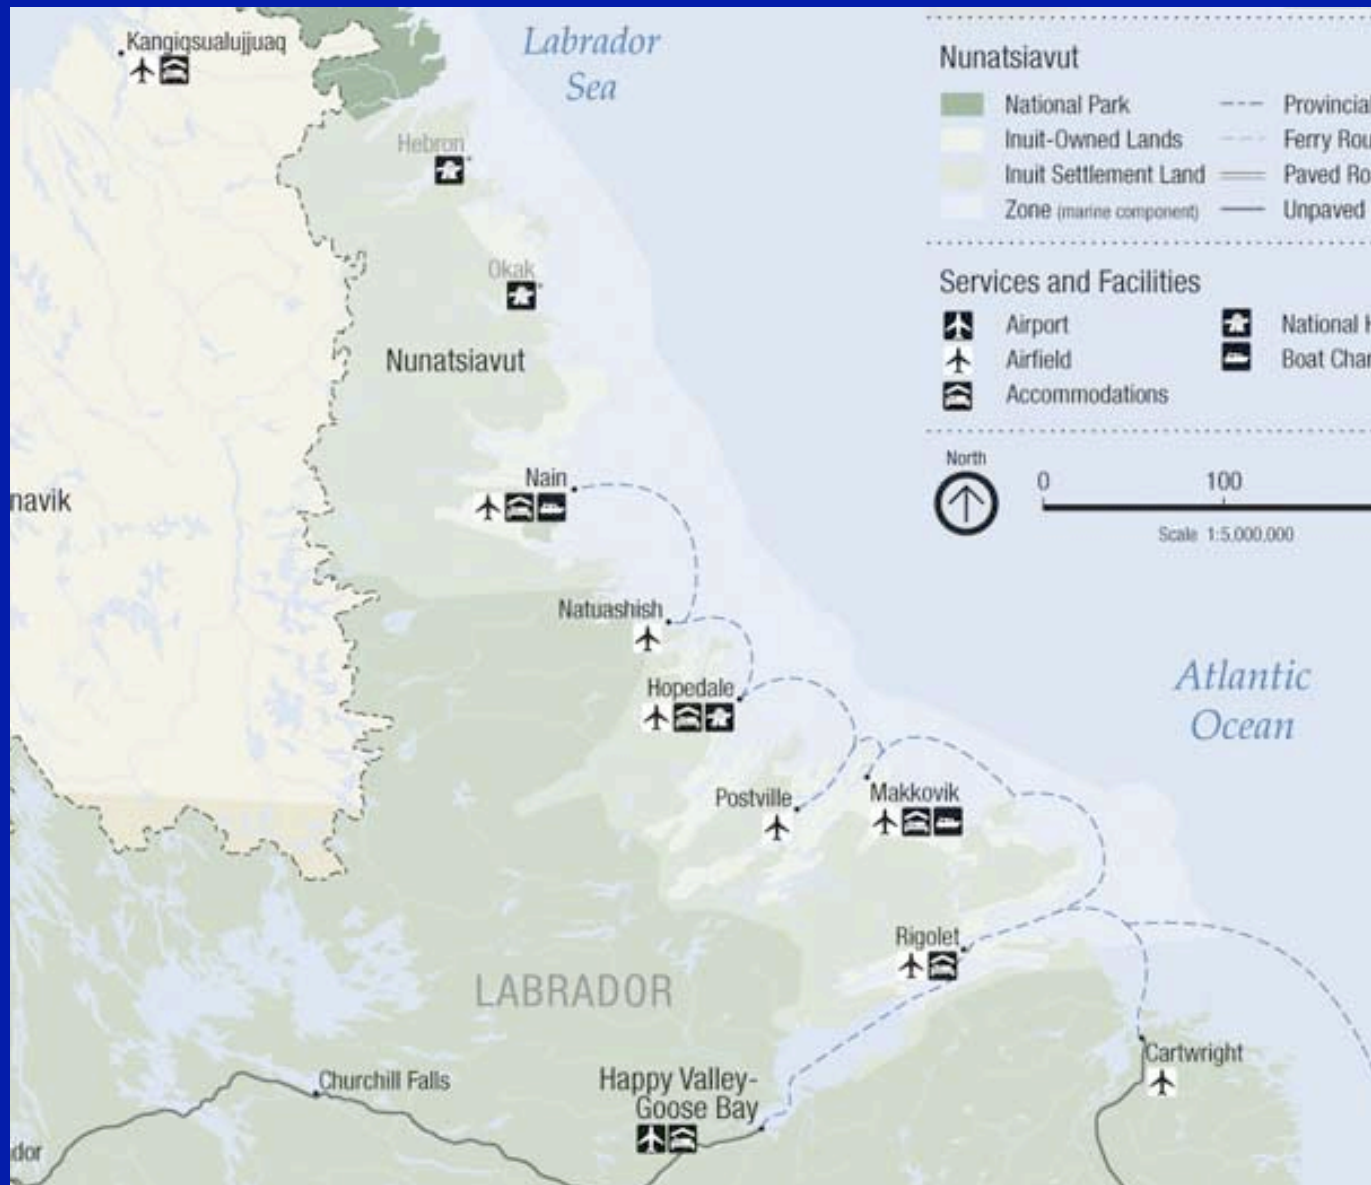 Kangiqsualujjuaq
Labrador
Sea
Hebron
Okak
Nunatsiavut
Nain
navik
Natuashish
Hopedale
Postville
Makkovik
Rigolet
LABRADOR
Cartwright
Churchill Falls
Happy Valley-
Goose Bay
dor
Atlantic
Ocean
Nunatsiavut
National Park
Inuit-Owned Lands
Inuit Settlement Land
Zone (marine component)
Provincial
Ferry Rou
Paved Ro
Unpaved
Services and Facilities
Airport
Airfield
Accommodations
National H
Boat Char
North
0 100
Scale 1:5,000,000